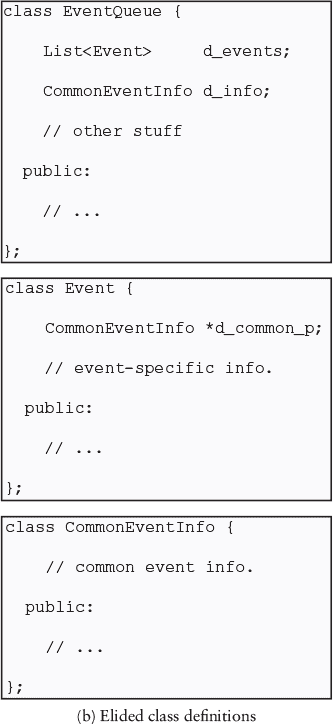 class EventQueue {
List<Event> d_events;
CommonEventInfo d_info;
// other stuff
public:
// ...
};
class Event {
CommonEventInfo *d_common_p;
// event-specific info.
public:
// ...
};
class CommonEventInfo {
// common event info.
public:
// ...
};
(b) Elided class definitions